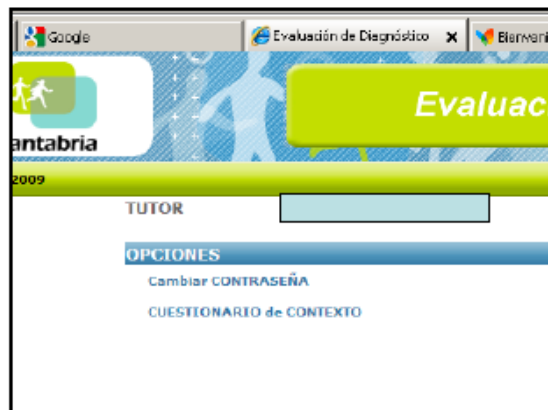 Google
Evaluación de Diagnóstico
Bienveni
Evaluac
antabria
2009
TUTOR
OPCIONES
Cambiar CONTRASEÑA
CUESTIONARIO de CONTEXTO